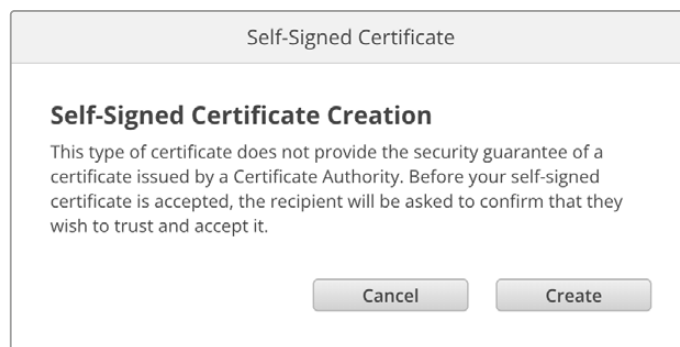 Self-Signed Certificate
Self-Signed Certificate Creation
This type of certificate does not provide the security guarantee of a
certificate issued by a Certificate Authority. Before your self-signed
certificate is accepted, the recipient will be asked to confirm that they
wish to trust and accept it.
Cancel Create